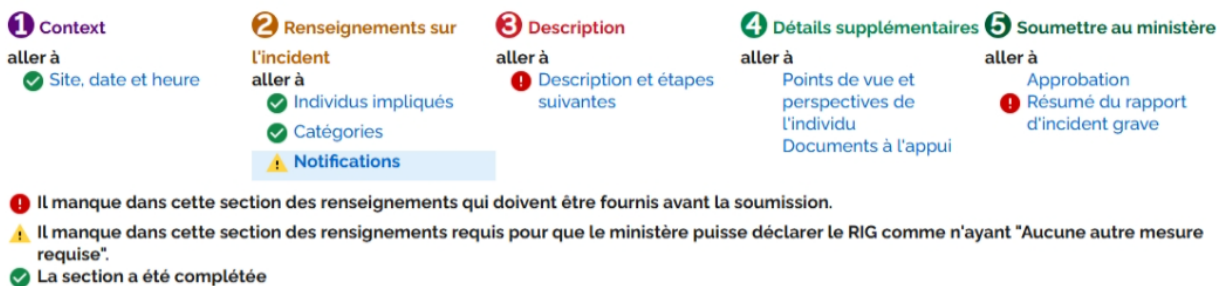 1 Context
aller à
Site, date et heure
2 Renseignements sur
l'incident
aller à
Individus impliqués
Catégories
Notifications
3 Description
aller à
Description et étapes
suivantes
4 Détails supplémentaires
aller à
Points de vue et
perspectives de
l'individu
Documents à l'appui
5 Soumettre au ministère
aller à
Approbation
Résumé du rapport
d'incident grave
Il manque dans cette section des renseignements qui doivent être fournis avant la soumission.
Il manque dans cette section des rensignements requis pour que le ministère puisse déclarer le RIG comme n'ayant "Aucune autre mesure
requise".
La section a été complétée